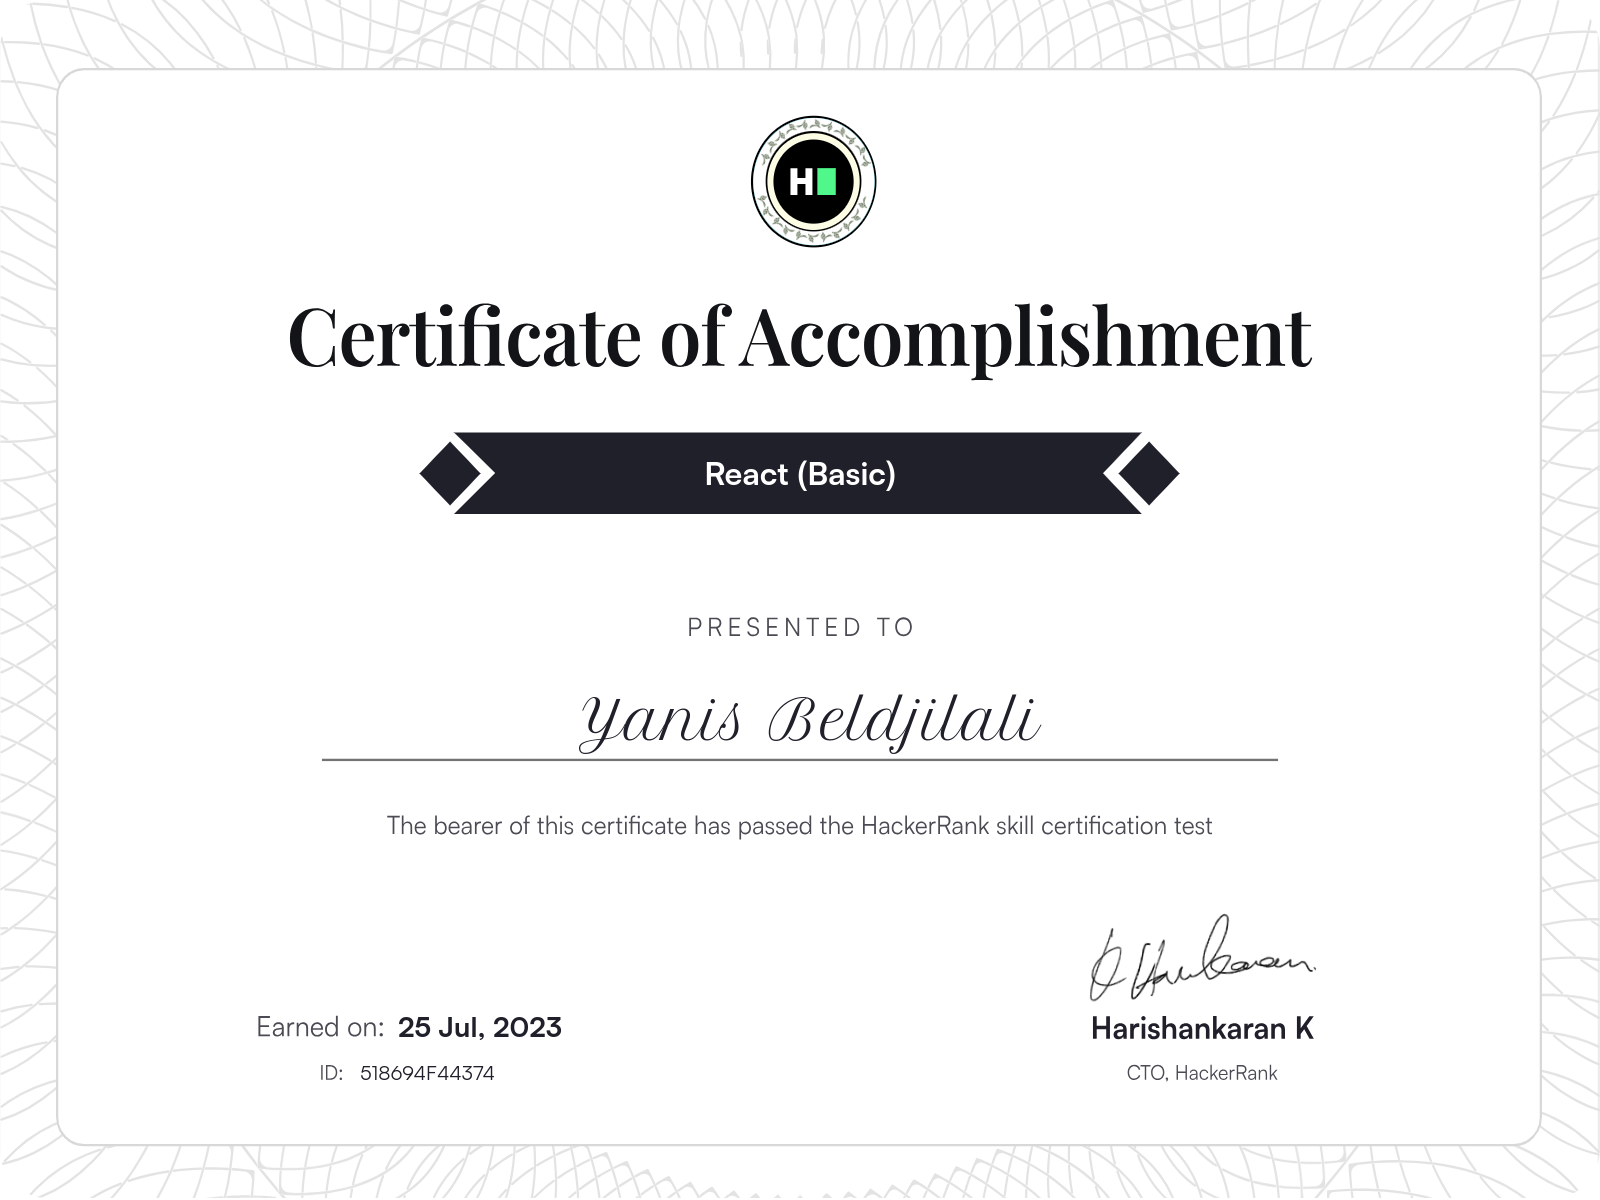 H
Certificate of Accomplishment
React (Basic)
PRESENTED TO
Yanis Beldjilali
The bearer of this certificate has passed the HackerRank skill certification test
Earned on: 25 Jul, 2023
ID: 518694F44374
Harishankaran K
CTO, HackerRank